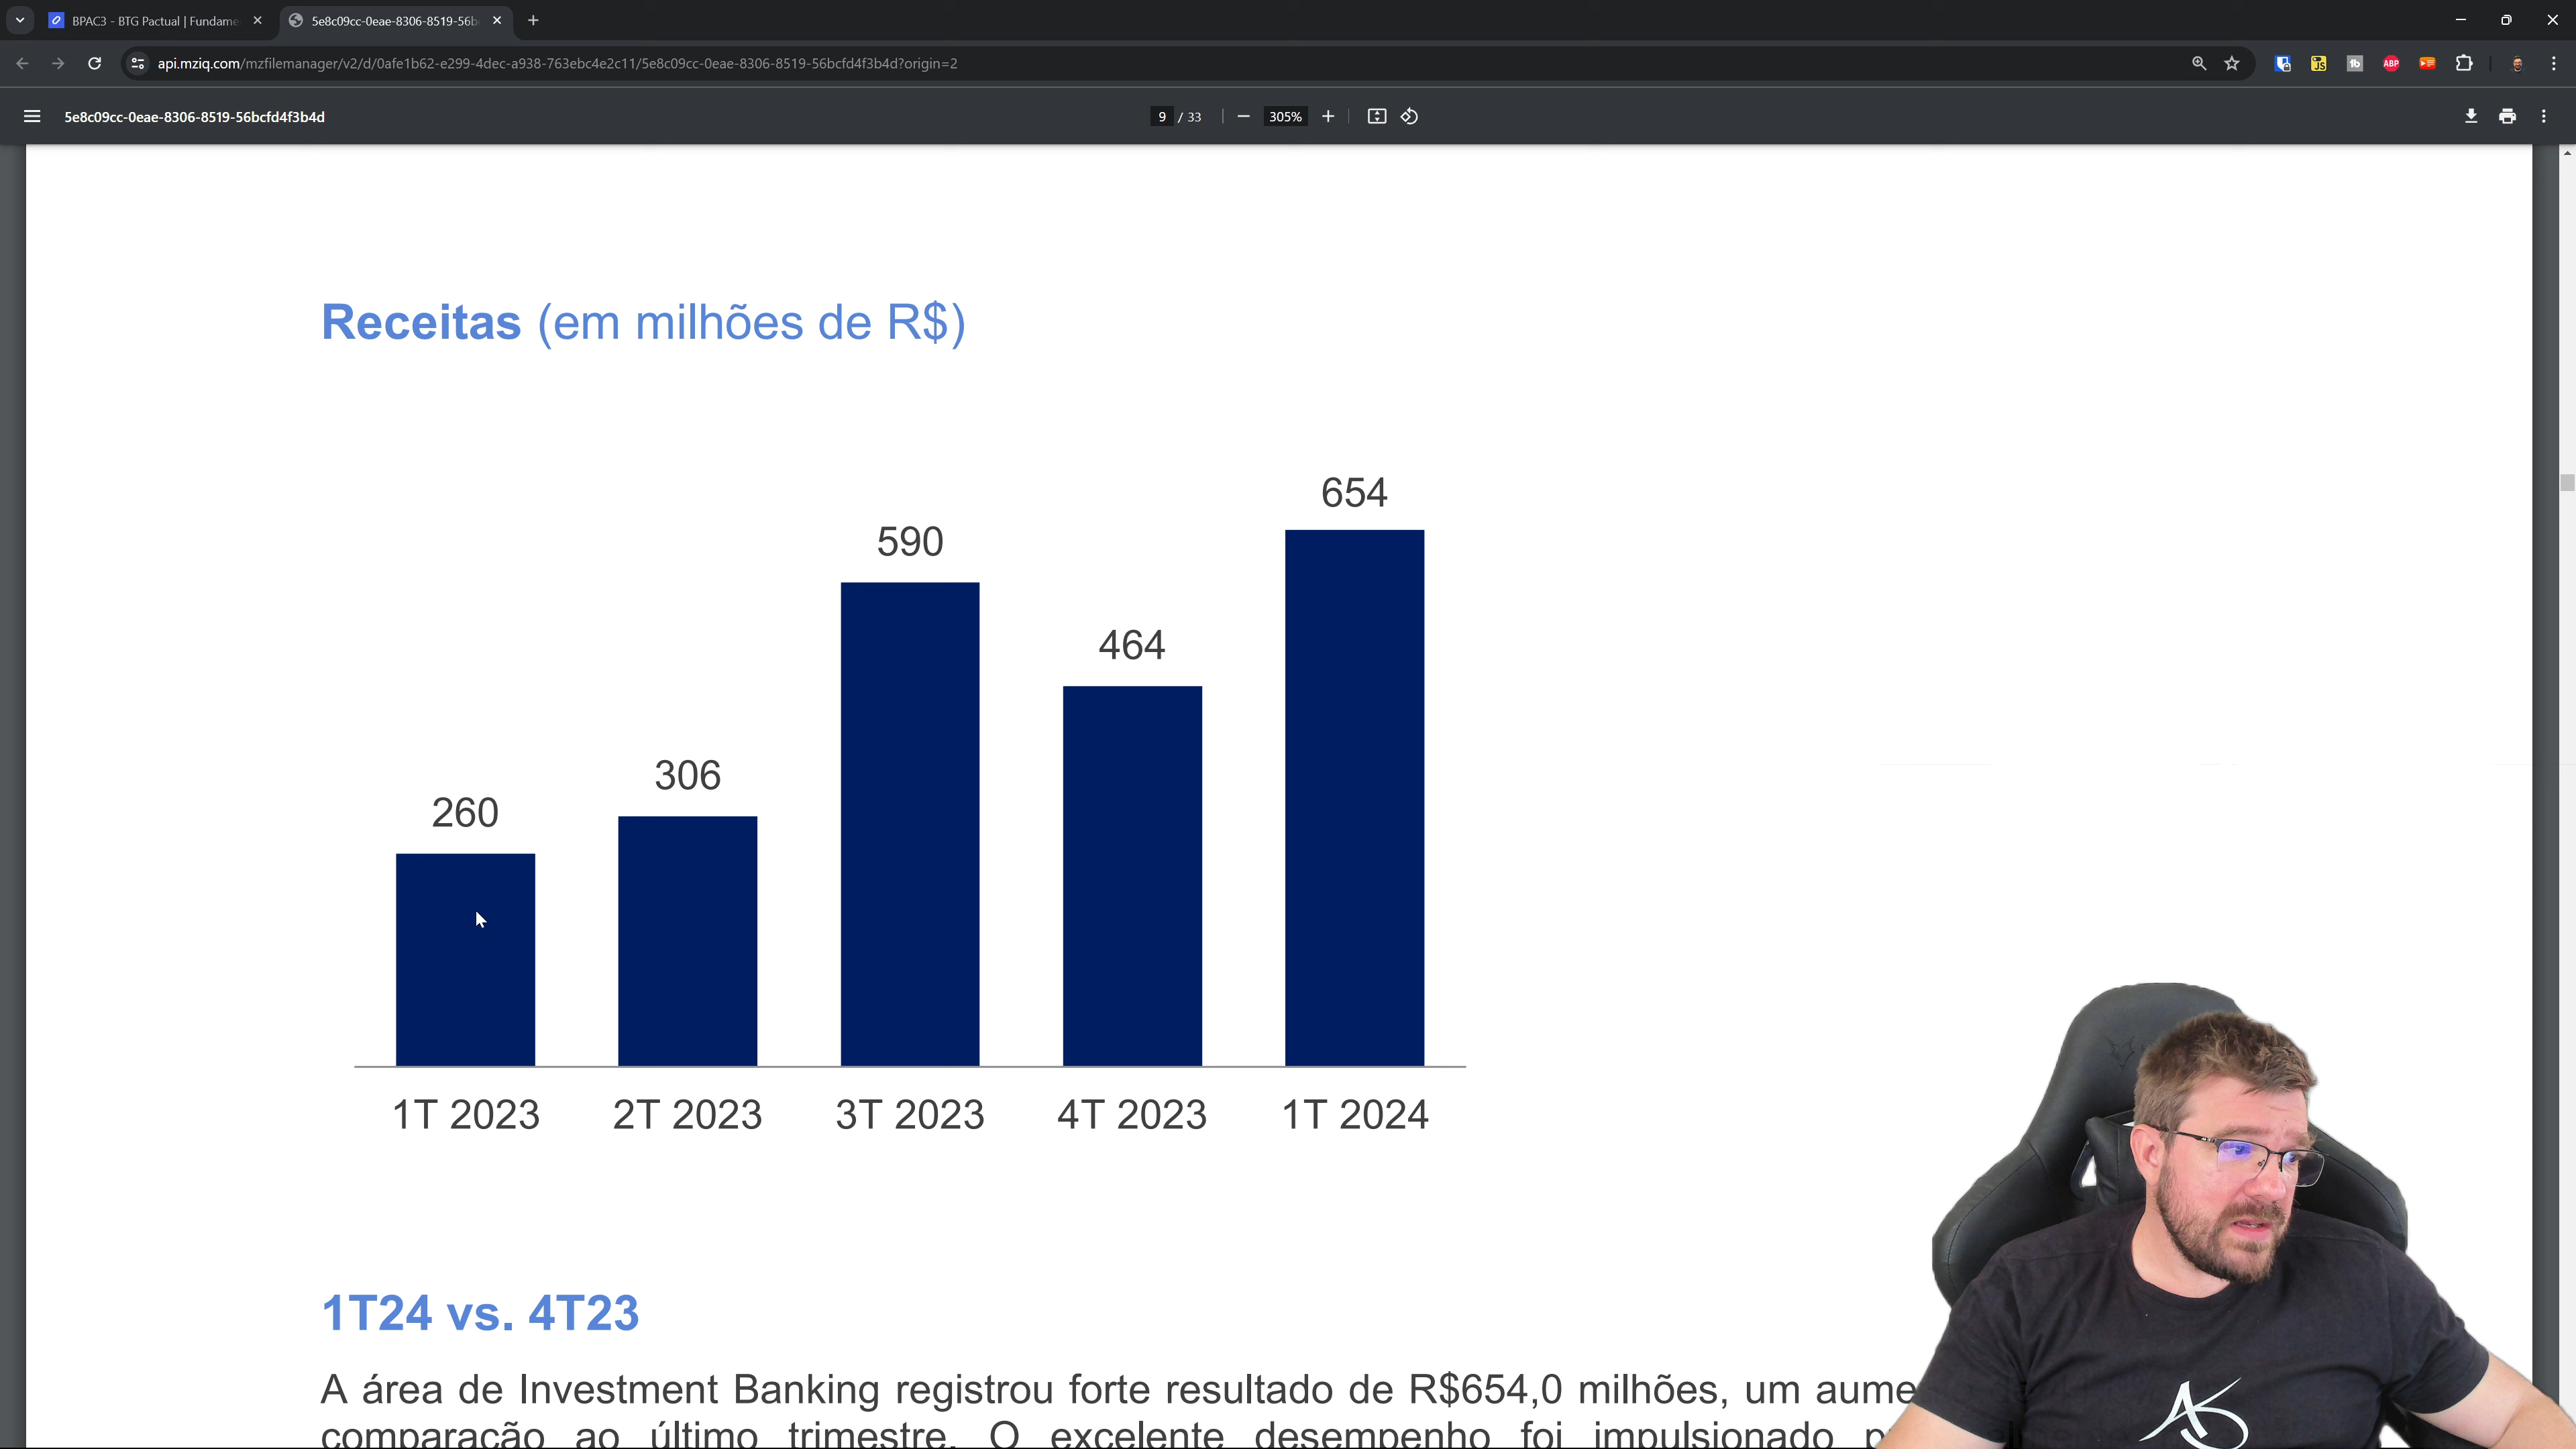 BPAC3 - BTG Pactual | Fundame
5e8c09cc-0eae-8306-8519-56b
api.mziq.com/mzfilemanager/v2/d/0afe1b62-e299-4dec-a938-763ebc4e2c11/5e8c09cc-0eae-8306-8519-56bcfd4f3b4d?origin=2
JS
ABP
5e8c09cc-0eae-8306-8519-56bcfd4f3b4d
9 / 33
305%
Receitas (em milhões de R$)
260
306
590
464
654
1T 2023
2T 2023
3T 2023
4T 2023
1T 2024
1T24 vs. 4T23
A área de Investment Banking registrou forte resultado de R$654,0 milhões, um aume
comparação ao último trimestre. O excelente desempenho foi impulsionado